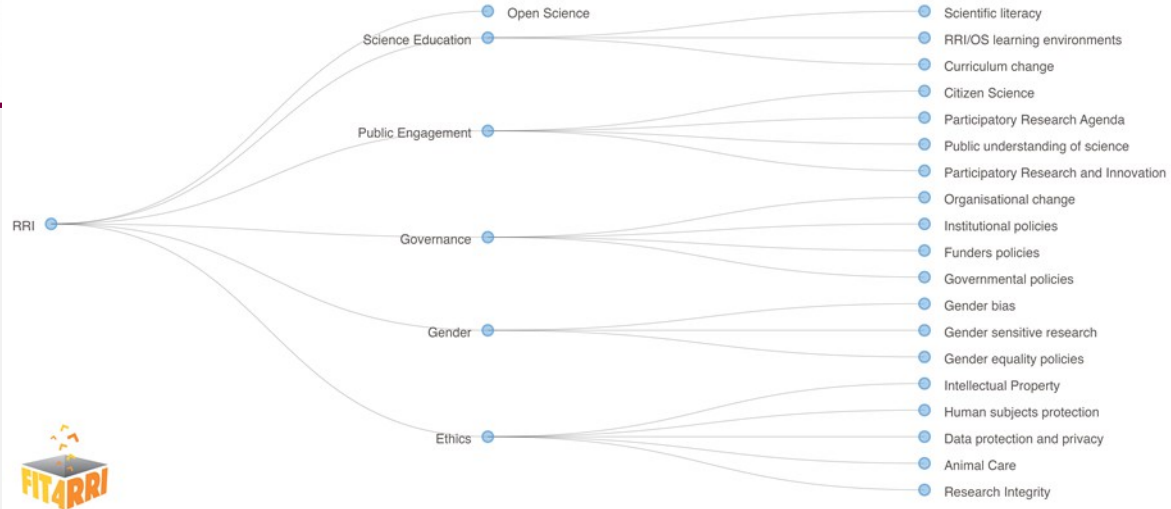 Open Science
Scientific literacy
Science Education
RRI/OS learning environments
Curriculum change
Citizen Science
Participatory Research Agenda
Public Engagement
Public understanding of science
Participatory Research and Innovation
Organisational change
RRI
Institutional policies
Governance
Funders policies
Governmental policies
Gender bias
Gender
Gender sensitive research
Gender equality policies
Intellectual Property
Human subjects protection
Ethics
Data protection and privacy
Animal Care
Research Integrity
FIT4RRI